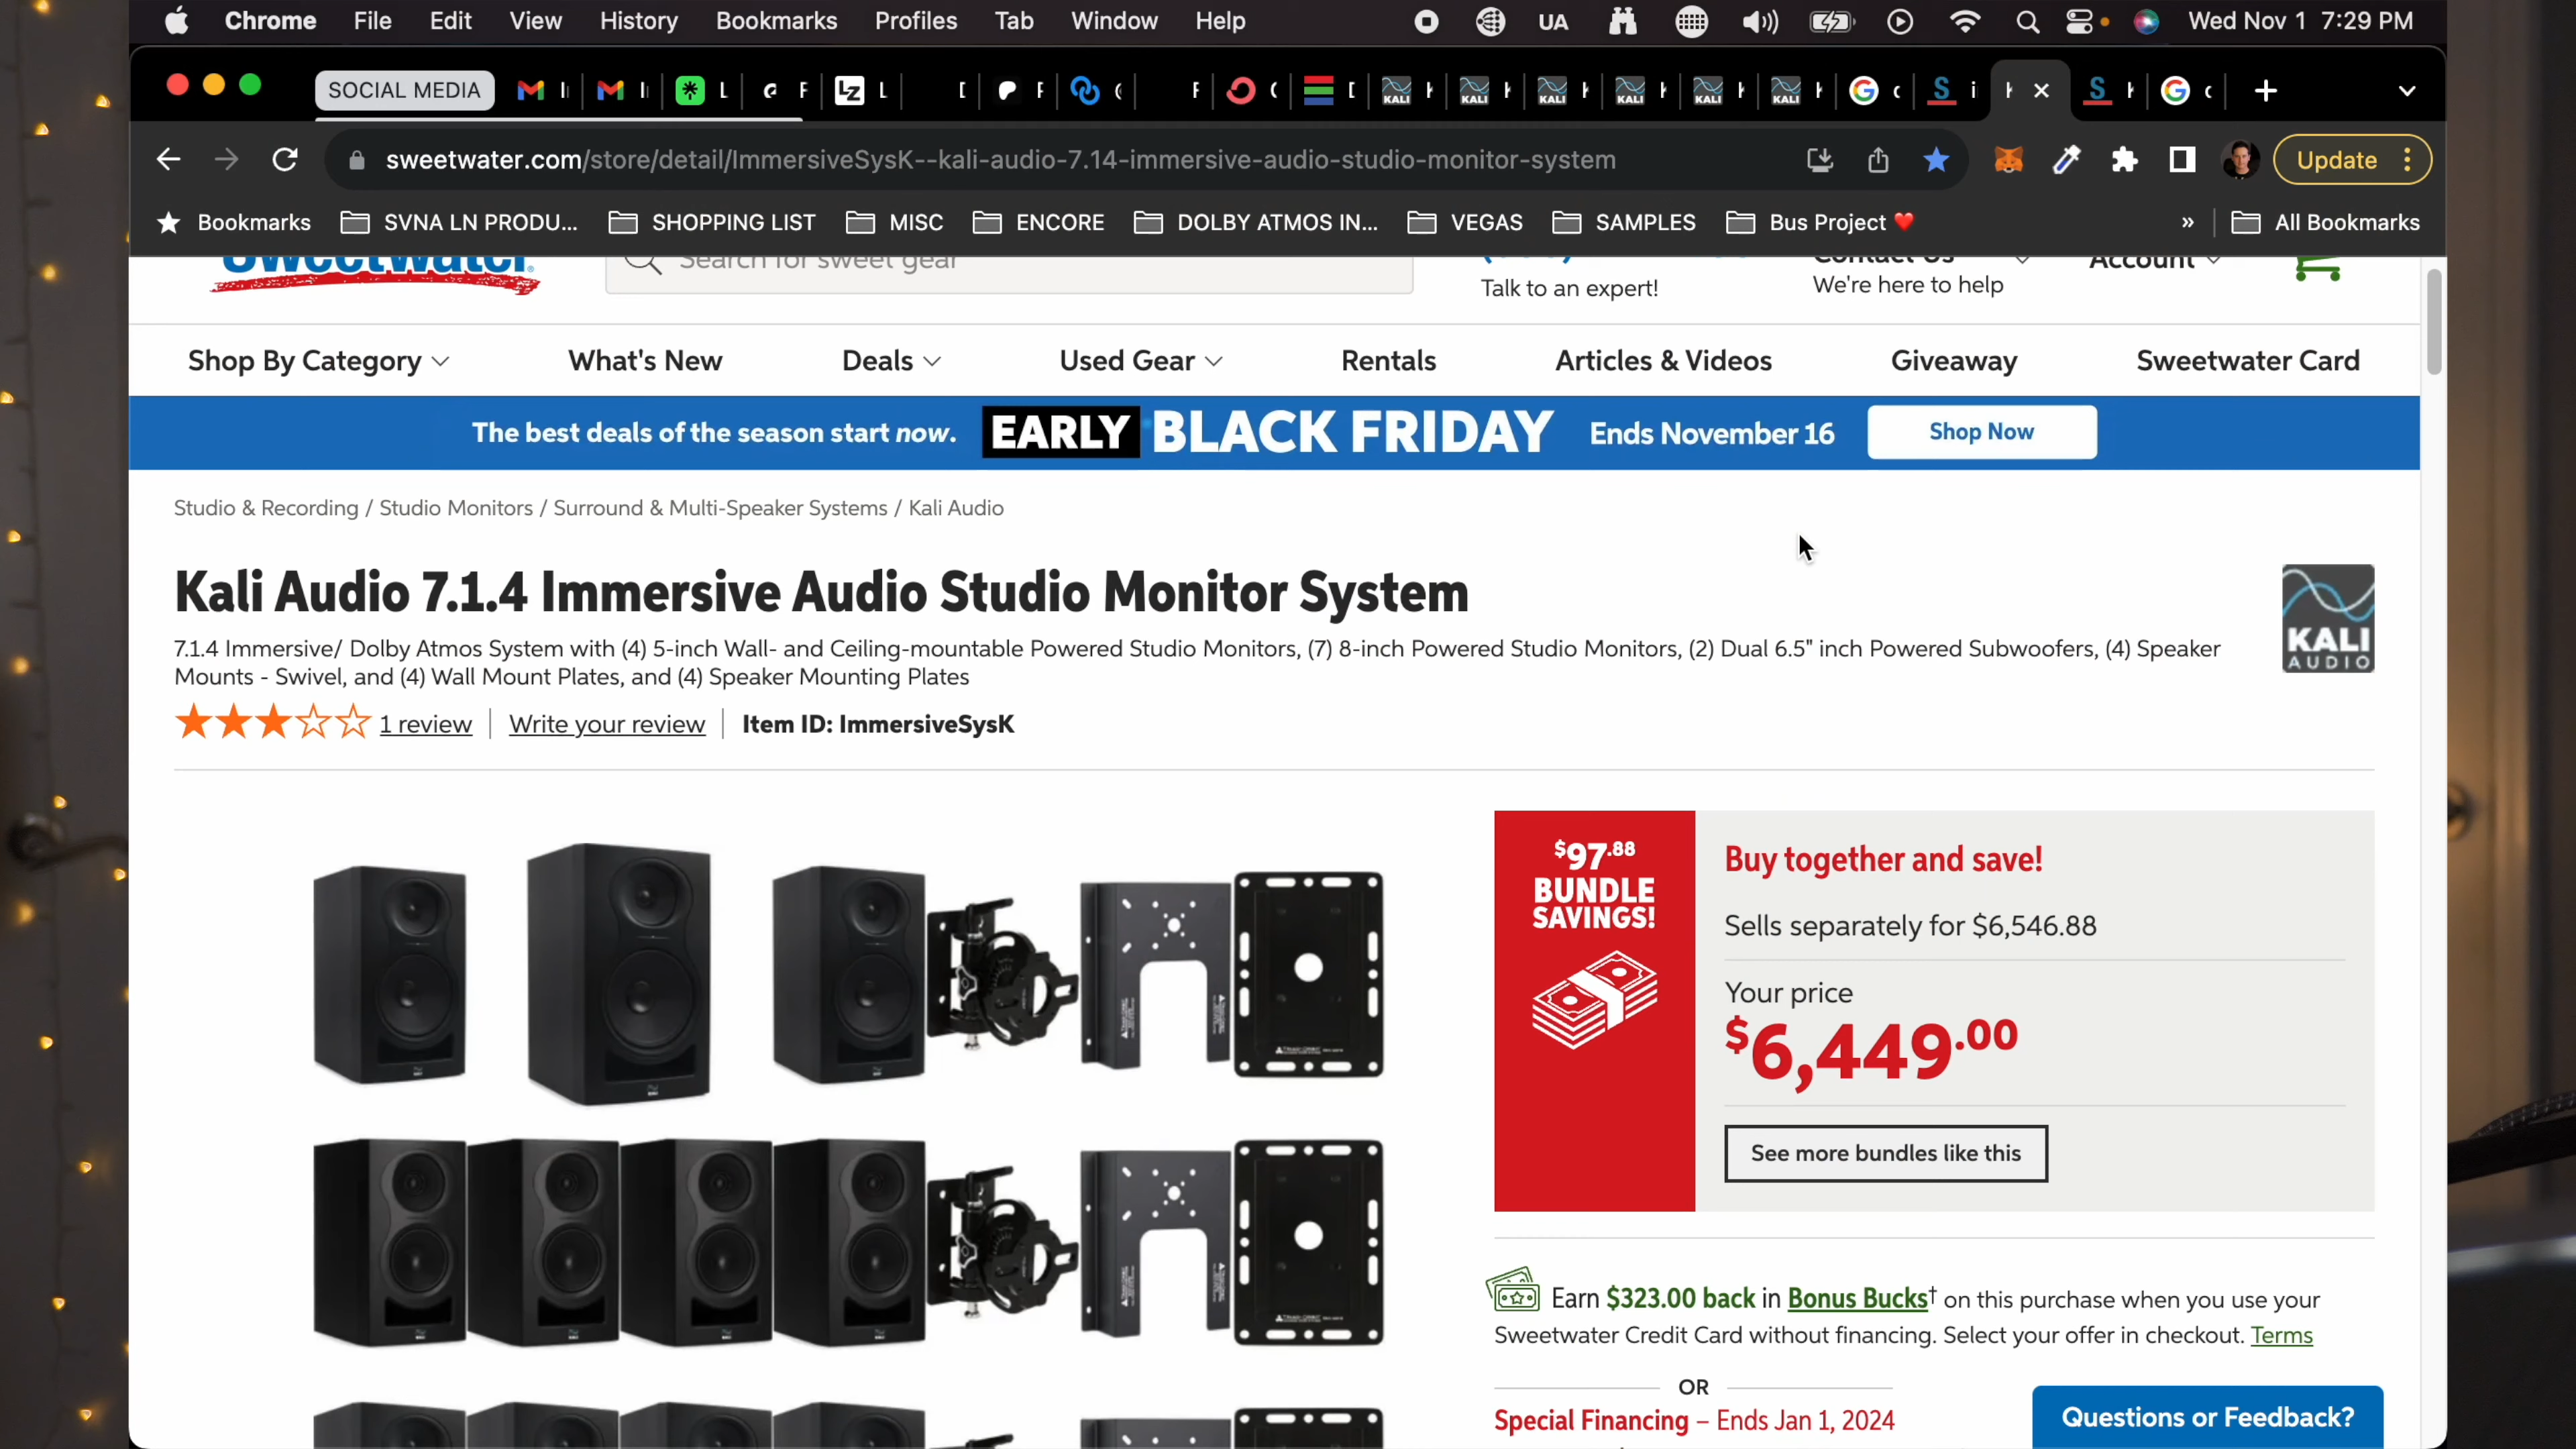 Chrome File Edit View History Bookmarks Profiles Tab Window Help UA Wed Nov 1 7:29 PM
SOCIAL MEDIA
sweetwater.com/store/detail/ImmersiveSysK--kali-audio-7.14-immersive-audio-studio-monitor-system
Update
Bookmarks SVNA LN PRODU... SHOPPING LIST MISC ENCORE DOLBY ATMOS IN... VEGAS SAMPLES Bus Project ❤️ » All Bookmarks
Sweetwater
Search for sweet gear
Contact Us
Account
Talk to an expert!
We're here to help
Shop By Category What's New Deals Used Gear Rentals Articles & Videos Giveaway Sweetwater Card
The best deals of the season start now. EARLY BLACK FRIDAY Ends November 16 Shop Now
Studio & Recording / Studio Monitors / Surround & Multi-Speaker Systems / Kali Audio
Kali Audio 7.1.4 Immersive Audio Studio Monitor System
KALI
AUDIO
7.1.4 Immersive/ Dolby Atmos System with (4) 5-inch Wall- and Ceiling-mountable Powered Studio Monitors, (7) 8-inch Powered Studio Monitors, (2) Dual 6.5" inch Powered Subwoofers, (4) Speaker
Mounts - Swivel, and (4) Wall Mount Plates, and (4) Speaker Mounting Plates
1 review Write your review Item ID: ImmersiveSysK
$97.88
BUNDLE
SAVINGS!
Buy together and save!
Sells separately for $6,546.88
Your price
$6,449.00
See more bundles like this
Earn $323.00 back in Bonus Bucks† on this purchase when you use your
Sweetwater Credit Card without financing. Select your offer in checkout. Terms
OR
Special Financing – Ends Jan 1, 2024
Questions or Feedback?